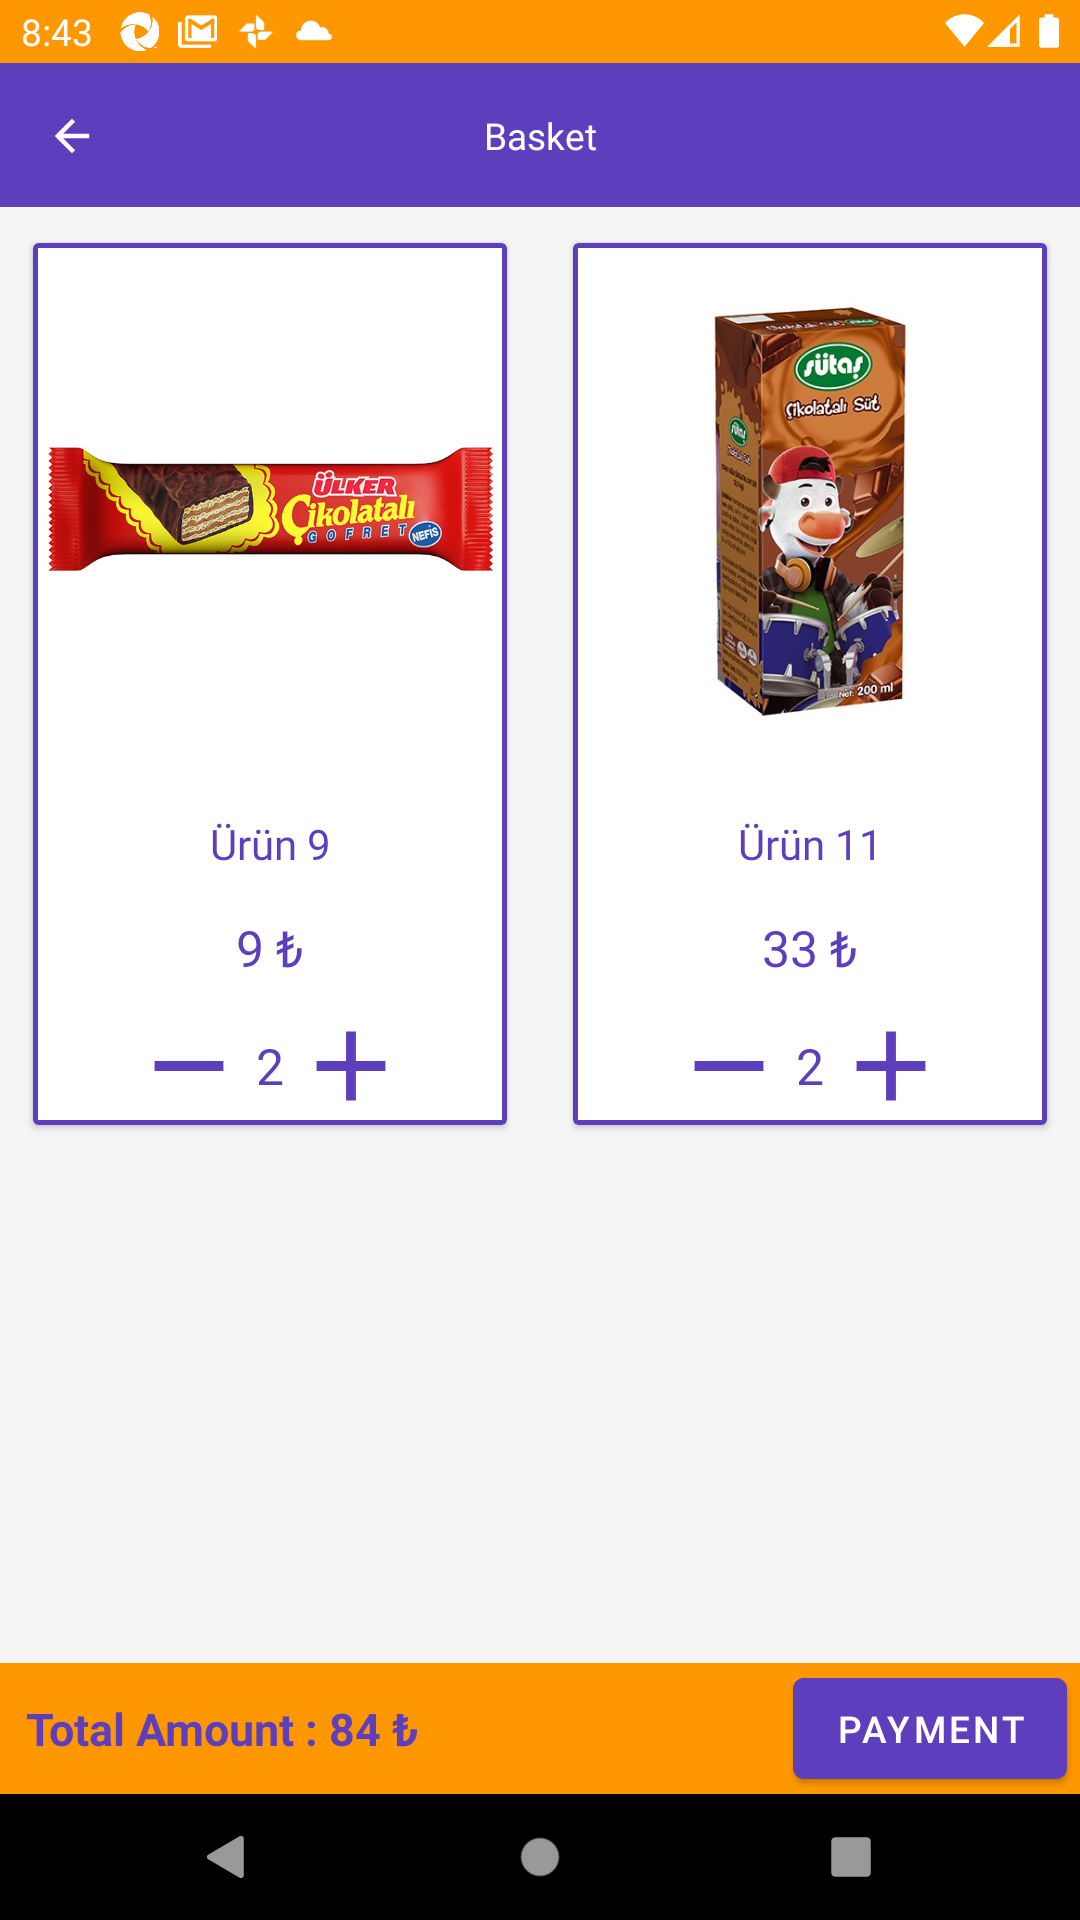 8:43
Basket
ÜLKER
Çikolatalı
GOFRET
NEFİS
sütaş
Çikolatalı Süt
sütaş
Net: 200 ml
Ürün 9
Ürün 11
9 ₺
33 ₺
2
2
Total Amount : 84 ₺
PAYMENT